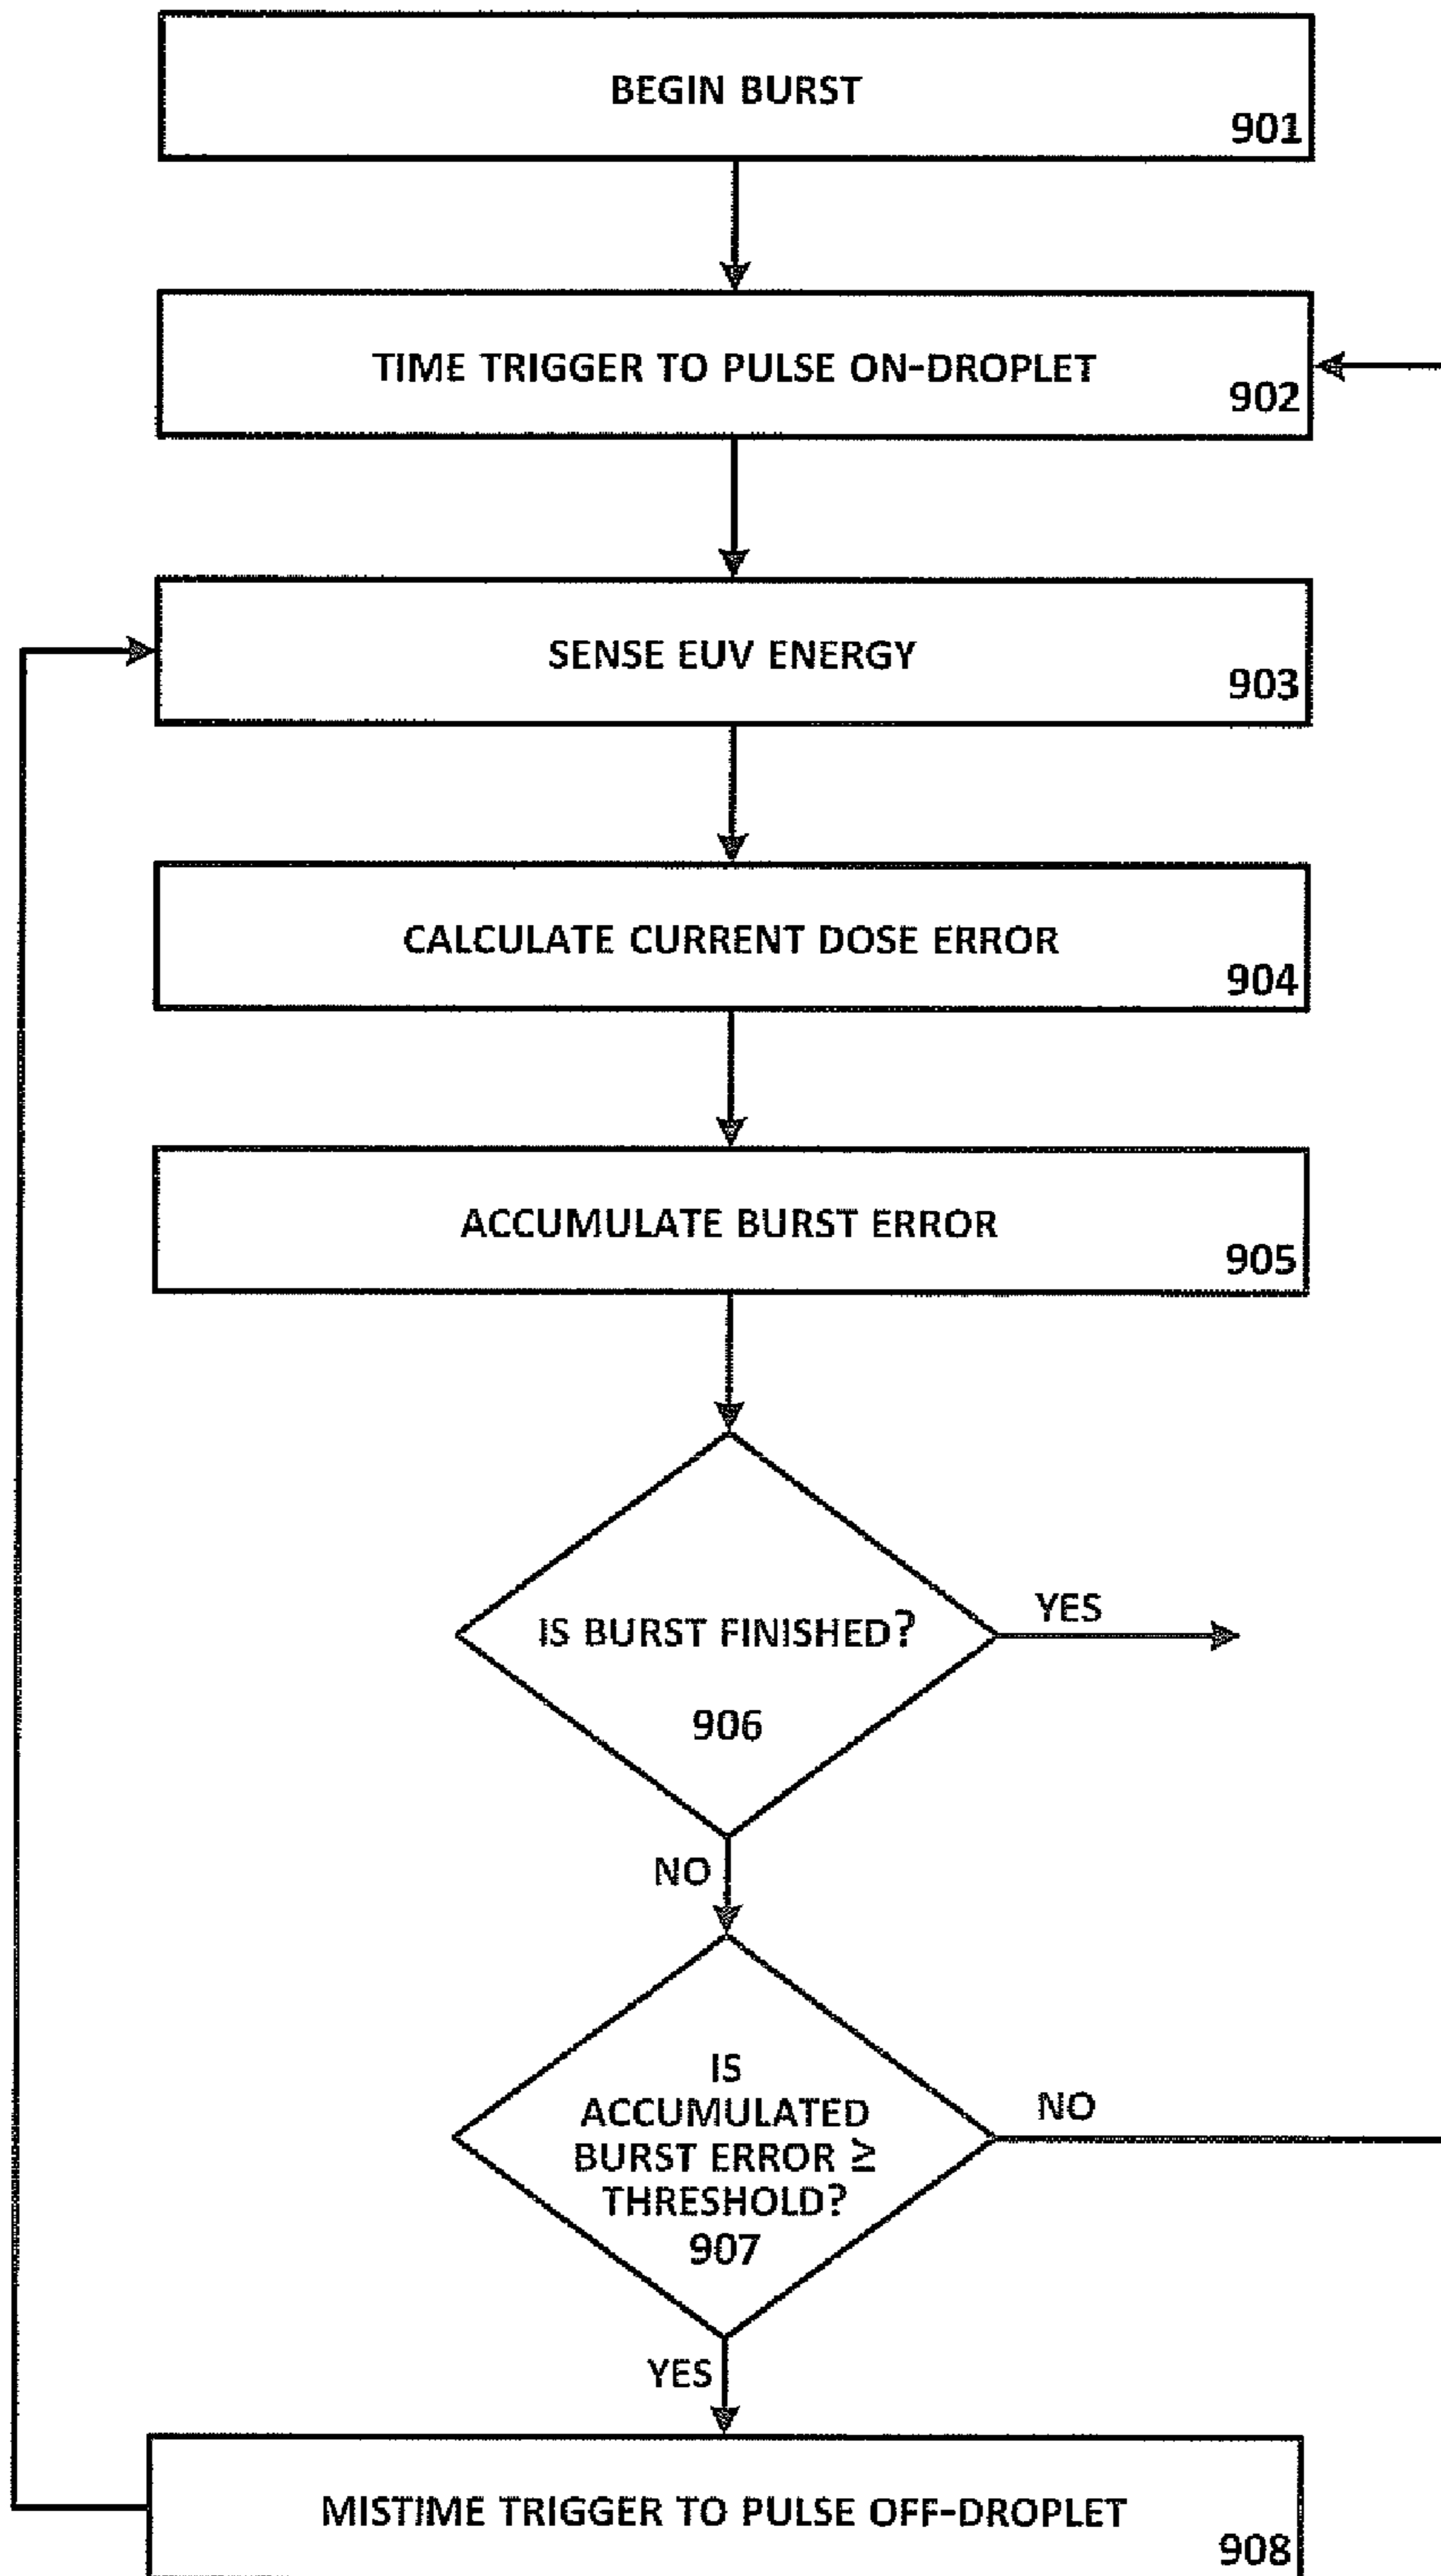 BEGIN BURST
901
TIME TRIGGER TO PULSE ON-DROPLET
902
SENSE EUV ENERGY
903
CALCULATE CURRENT DOSE ERROR
904
ACCUMULATE BURST ERROR
905
IS BURST FINISHED?
906
YES
NO
IS
ACCUMULATED
BURST ERROR ≥
THRESHOLD?
907
NO
YES
MISTIME TRIGGER TO PULSE OFF-DROPLET
908